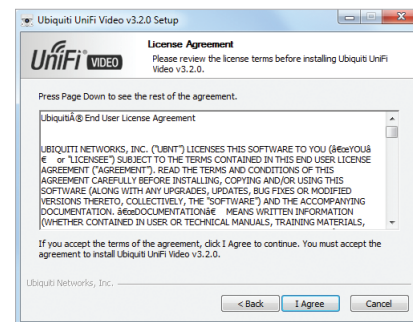 Ubiquiti UniFi Video v3.2.0 Setup
UniFi VIDEO
License Agreement
Please review the license terms before installing Ubiquiti UniFi
Video v3.2.0.
Press Page Down to see the rest of the agreement.
UbiquitiÂ® End User License Agreement
UBIQUITI NETWORKS, INC. ("UBNT") LICENSES THIS SOFTWARE TO YOU (â€œYOUâ
€ or "LICENSEE") SUBJECT TO THE TERMS CONTAINED IN THIS END USER LICENSE
AGREEMENT ("AGREEMENT"). READ THE TERMS AND CONDITIONS OF THIS
AGREEMENT CAREFULLY BEFORE INSTALLING, COPYING AND/OR USING THIS
SOFTWARE (ALONG WITH ANY UPGRADES, UPDATES, BUG FIXES OR MODIFIED
VERSIONS THERETO, COLLECTIVELY, THE "SOFTWARE") AND THE ACCOMPANYING
DOCUMENTATION. â€œDOCUMENTATIONâ€ MEANS WRITTEN INFORMATION
(WHETHER CONTAINED IN USER OR TECHNICAL MANUALS, TRAINING MATERIALS,
If you accept the terms of the agreement, click I Agree to continue. You must accept the
agreement to install Ubiquiti UniFi Video v3.2.0.
Ubiquiti Networks, Inc.
< Back
I Agree
Cancel